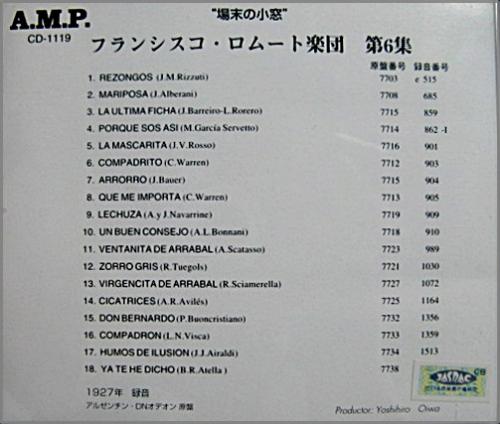 A.M.P.
CD-1119
"場末の小窓"
フランシスコ・ロムート楽団 第6集
原盤番号 録音番号
1. REZONGOS (J.M.Rizzuti) 7703 e 515
2. MARIPOSA (J.Alberani) 7708 685
3. LA ULTIMA FICHA (J.Barreiro-L.Rorero) 7715 859
4. PORQUE SOS ASI (M.García Servetto) 7714 862 -1
5. LA MASCARITA (J.V.Rosso) 7716 901
6. COMPADRITO (C.Warren) 7712 903
7. ARRORRO (J.Bauer) 7715 904
8. QUE ME IMPORTA (C.Warren) 7713 905
9. LECHUZA (A.y J.Navarrine) 7719 909
10. UN BUEN CONSEJO (A.L.Bonnani) 7718 910
11. VENTANITA DE ARRABAL (A.Scatasso) 7723 989
12. ZORRO GRIS (R.Tuegols) 7721 1030
13. VIRGENCITA DE ARRABAL (R.Sciamerella) 7727 1072
14. CICATRICES (A.R.Avilés) 7725 1164
15. DON BERNARDO (P.Buoncristiano) 7732 1356
16. COMPADRON (L.N.Visca) 7733 1359
17. HUMOS DE ILUSION (J.J.Airaldi) 7734 1513
18. YA TE HE DICHO (B.R.Atella) 7738
JASRAC
1927年 録音
アルゼンチン・DNオデオン 原盤
Productor: Yoshihiro Oiwa